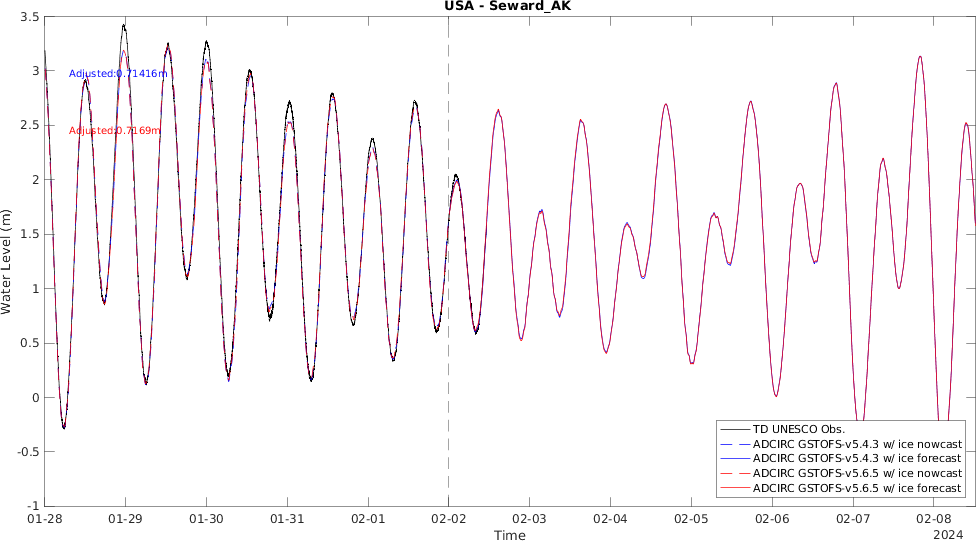 USA - Seward_AK
3.5
3
2.5
2
1.5
1
0.5
0
-0.5
-1
Water Level (m)
Adjusted:0.71416m
Adjusted:0.7169m
TD UNESCO Obs.
ADCIRC GSTOFS-v5.4.3 w/ ice nowcast
ADCIRC GSTOFS-v5.4.3 w/ ice forecast
ADCIRC GSTOFS-v5.6.5 w/ ice nowcast
ADCIRC GSTOFS-v5.6.5 w/ ice forecast
01-28 01-29 01-30 01-31 02-01 02-02 02-03 02-04 02-05 02-06 02-07 02-08
Time
2024